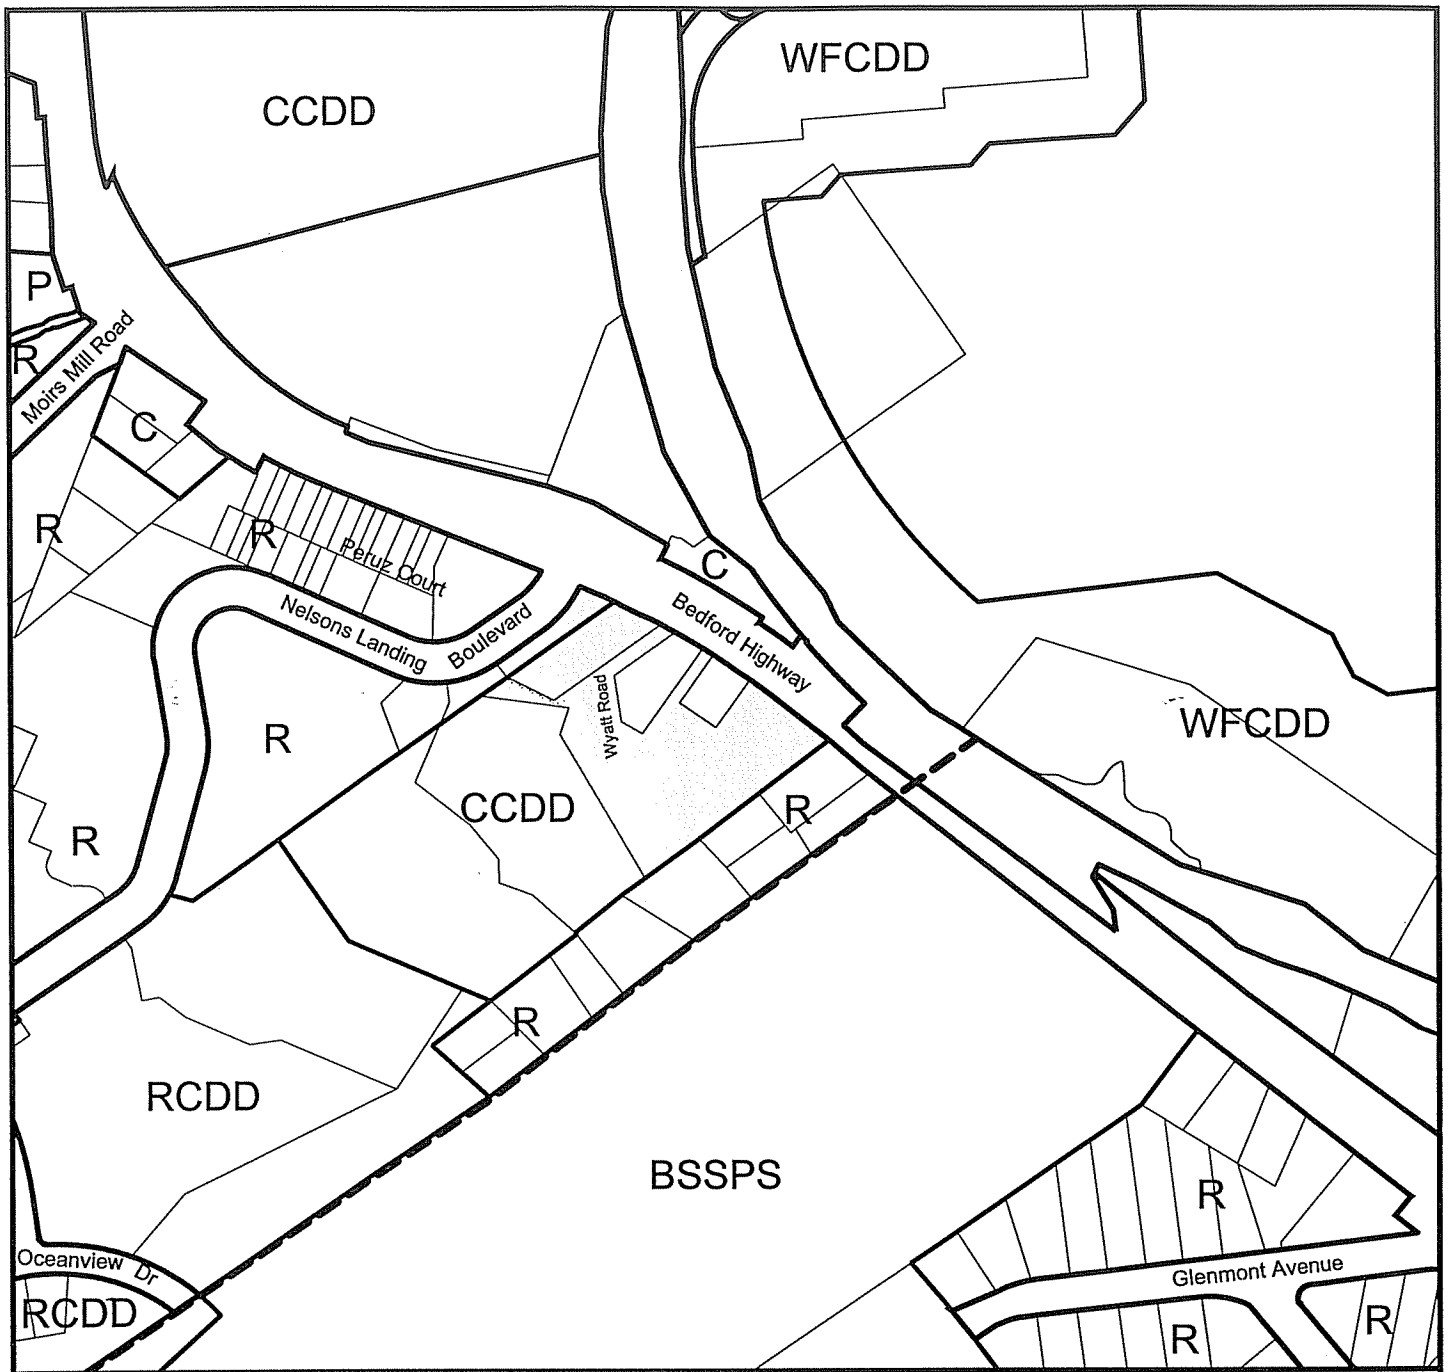 WFCDD
CCDD
P
R
Moirs Mill Road
C
R
R
Peruz Court
C
Nelsons Landing Boulevard
Bedford Highway
Wyatt Road
R
WFCDD
CCDD
R
R
R
RCDD
BSSPS
R
Oceanview Dr
Glenmont Avenue
RCDD
R
R